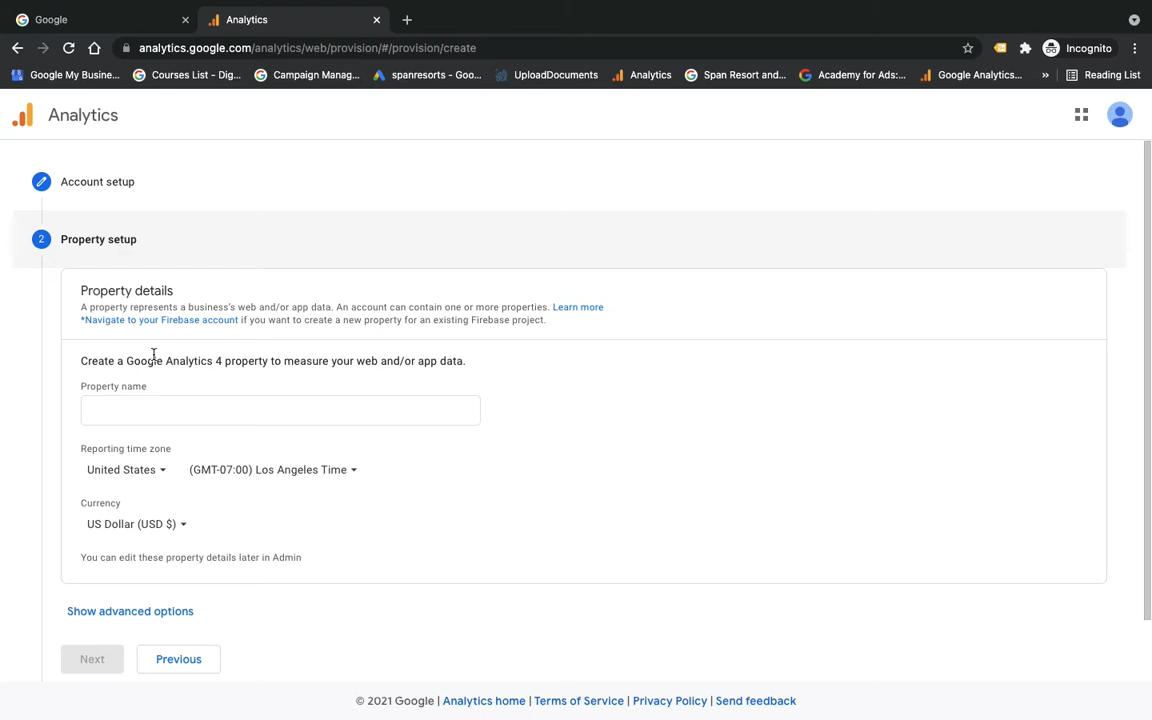 Google
Analytics
analytics.google.com/analytics/web/provision/#/provision/create
Incognito
Google My Busine...
Courses List - Dig...
Campaign Manag...
spanresorts - Goo...
UploadDocuments
Analytics
Span Resort and...
Academy for Ads:...
Google Analytics...
»
Reading List
Analytics
Account setup
2 Property setup
Property details
A property represents a business's web and/or app data. An account can contain one or more properties. Learn more
*Navigate to your Firebase account if you want to create a new property for an existing Firebase project.
Create a Google Analytics 4 property to measure your web and/or app data.
Property name
Reporting time zone
United States (GMT-07:00) Los Angeles Time
Currency
US Dollar (USD $)
You can edit these property details later in Admin
Show advanced options
Next Previous
© 2021 Google | Analytics home | Terms of Service | Privacy Policy | Send feedback